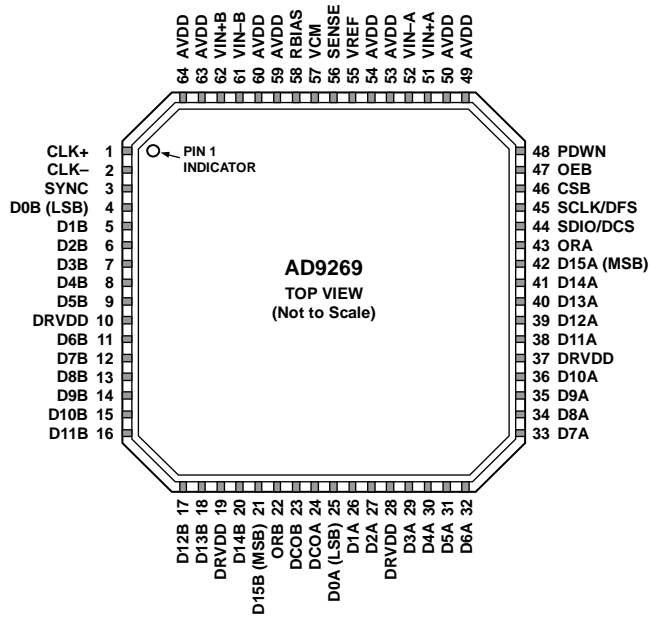 64 AVDD
63 AVDD
62 VIN+B
61 VIN–B
60 AVDD
59 AVDD
58 RBIAS
57 VCM
56 SENSE
55 VREF
54 AVDD
53 AVDD
52 VIN–A
51 VIN+A
50 AVDD
49 AVDD
CLK+ 1
CLK– 2
SYNC 3
D0B (LSB) 4
D1B 5
D2B 6
D3B 7
D4B 8
D5B 9
DRVDD 10
D6B 11
D7B 12
D8B 13
D9B 14
D10B 15
D11B 16
PIN 1
INDICATOR
AD9269
TOP VIEW
(Not to Scale)
48 PDWN
47 OEB
46 CSB
45 SCLK/DFS
44 SDIO/DCS
43 ORA
42 D15A (MSB)
41 D14A
40 D13A
39 D12A
38 D11A
37 DRVDD
36 D10A
35 D9A
34 D8A
33 D7A
D12B 17
D13B 18
DRVDD 19
D14B 20
D15B (MSB) 21
ORB 22
DCOB 23
DCOA 24
D0A (LSB) 25
D1A 26
D2A 27
DRVDD 28
D3A 29
D4A 30
D5A 31
D6A 32